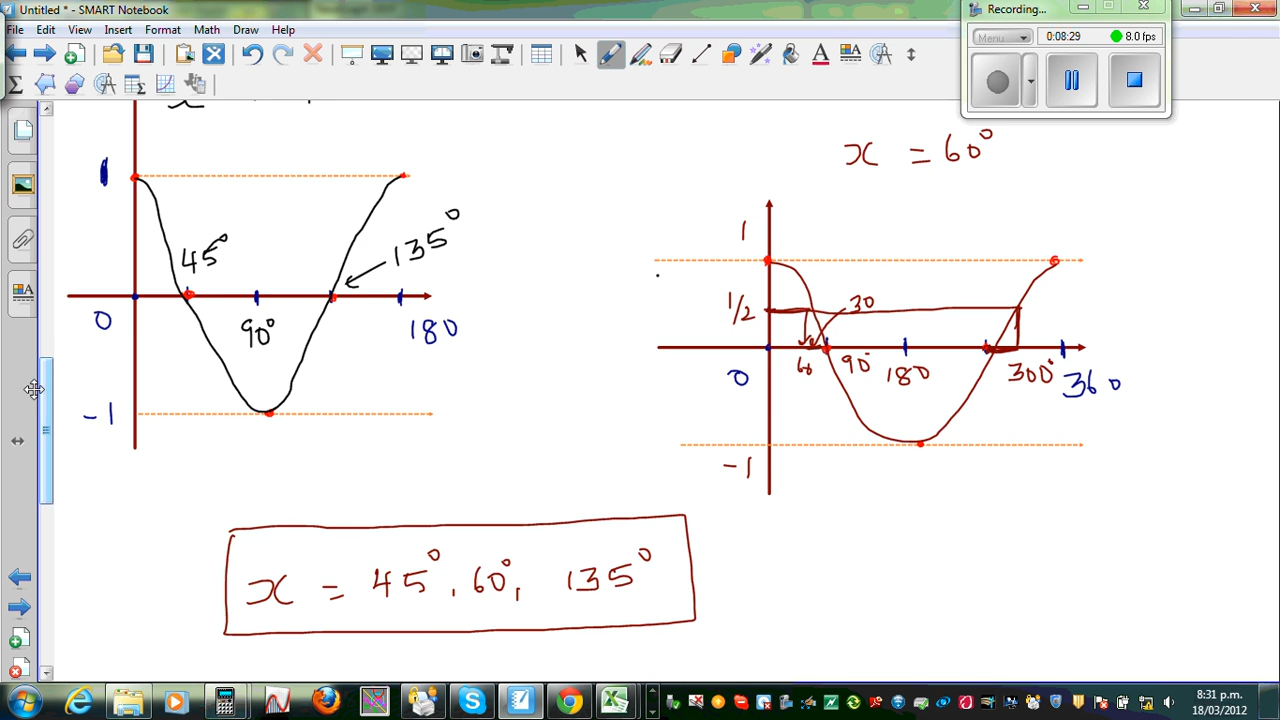 Untitled * - SMART Notebook
File Edit View Insert Format Math Draw Help
Recording...
Menu 0:08:29 8.0 fps
x = 60°
1
45°
135°
0
90°
180
-1
1
1/2
30
60
90°
180
300°
360
0
-1
x = 45°, 60°, 135°
8:31 p.m.
18/03/2012